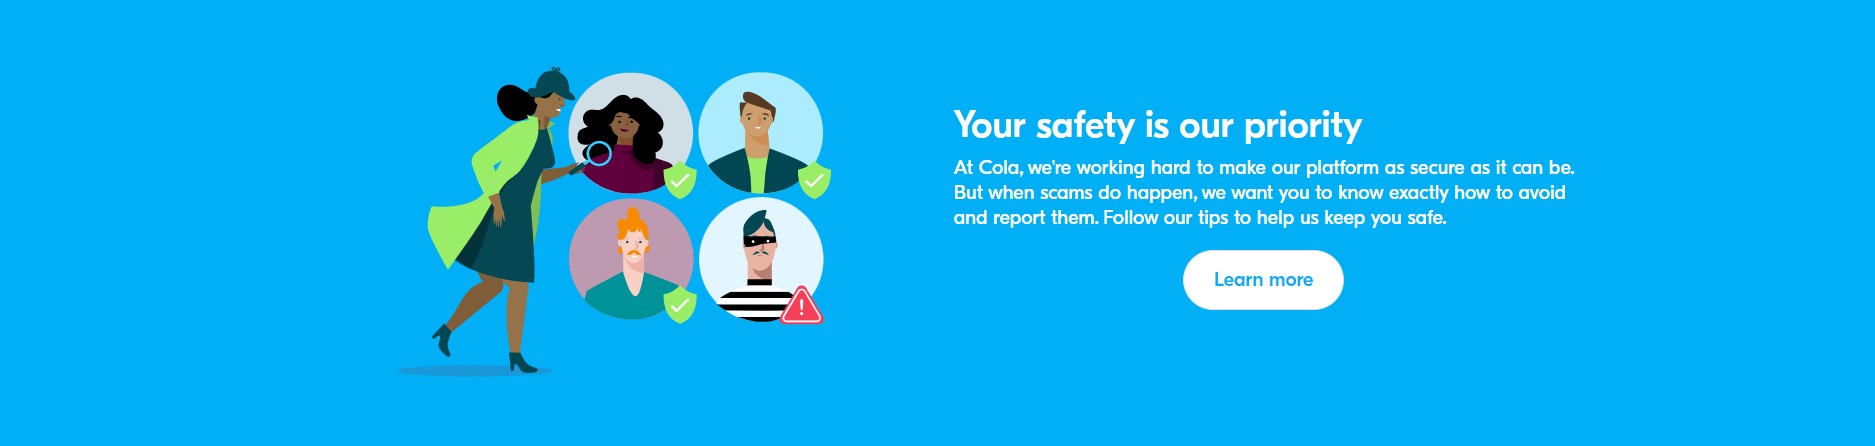 Your safety is our priority
At Cola, we're working hard to make our platform as secure as it can be.
But when scams do happen, we want you to know exactly how to avoid
and report them. Follow our tips to help us keep you safe.
Learn more